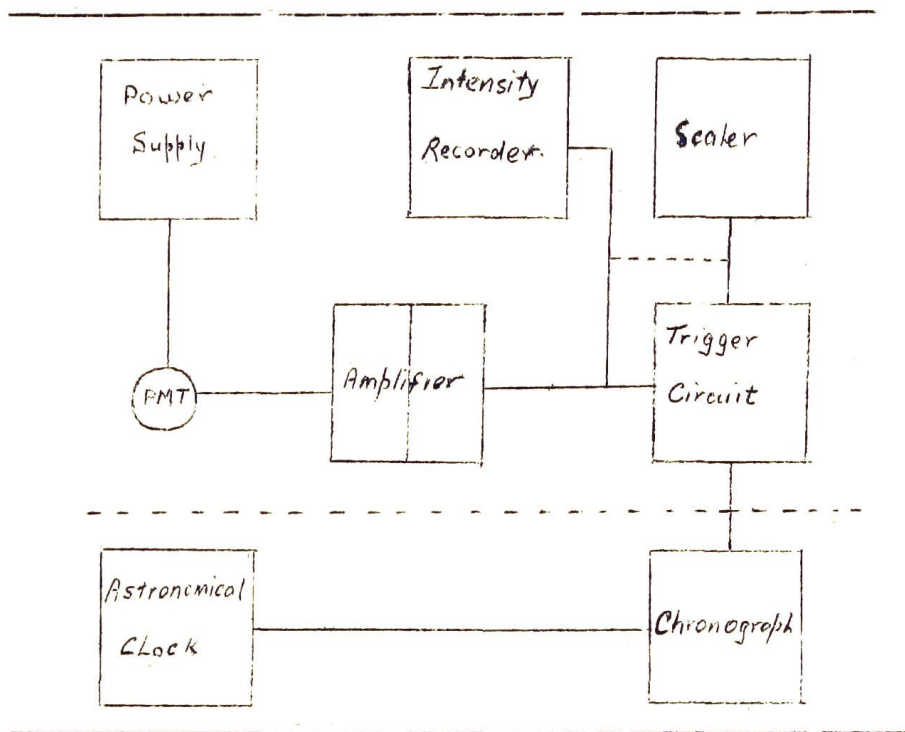 Power
Supply
Intensity
Recorder.
Scaler
PMT
Amplifier
Trigger
Circuit
Astronomical
CLock
Chronograph